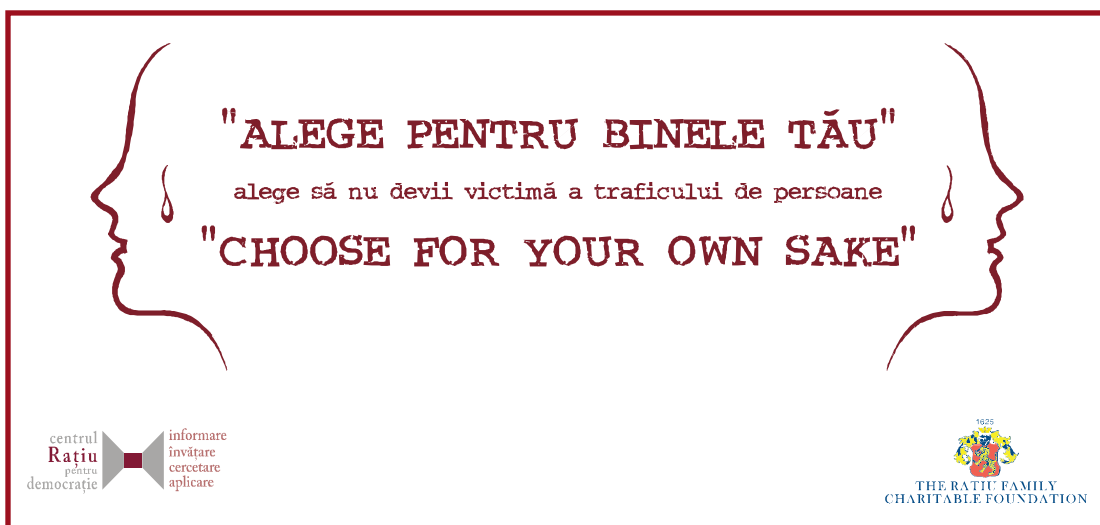 "ALEGE PENTRU BINELE TĂU"
alege să nu devii victimă a traficului de persoane
"CHOOSE FOR YOUR OWN SAKE"
centrul
Rațiu
pentru
democrație
informare
învățare
cercetare
aplicare
1625
THE RATIU FAMILY
CHARITABLE FOUNDATION